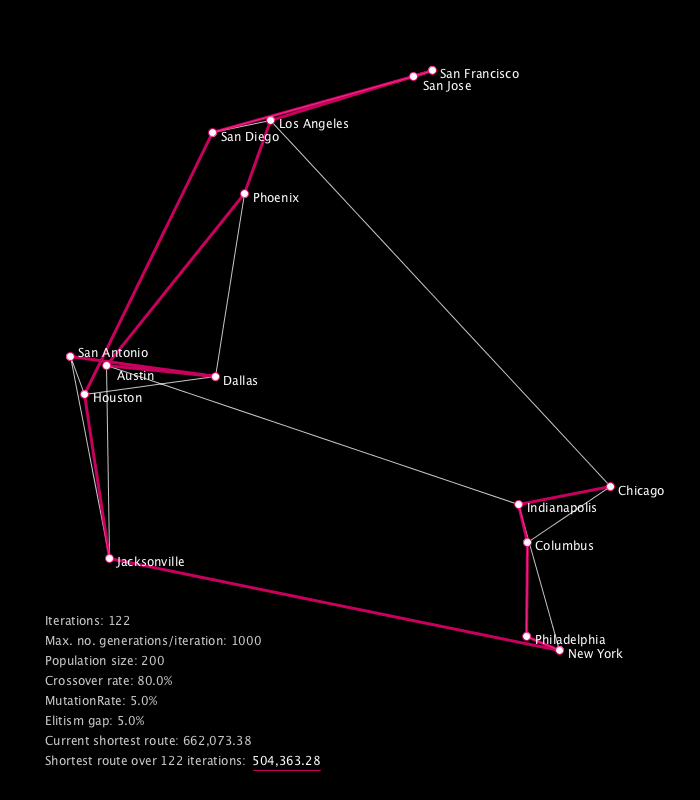 San Francisco
San Jose
Los Angeles
San Diego
Phoenix
San Antonio
Austin
Dallas
Houston
Chicago
Indianapolis
Columbus
Jacksonville
Philadelphia
New York
Iterations: 122
Max. no. generations/iteration: 1000
Population size: 200
Crossover rate: 80.0%
MutationRate: 5.0%
Elitism gap: 5.0%
Current shortest route: 662,073.38
Shortest route over 122 iterations: 504,363.28